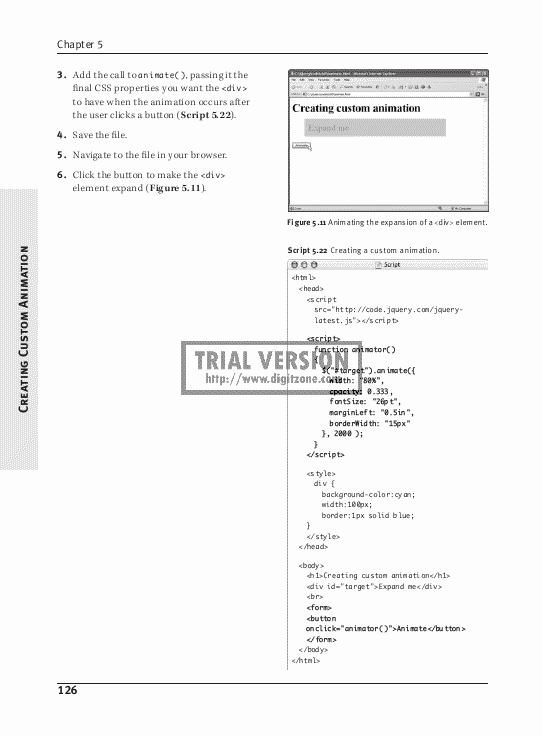 Chapter 5
3. Add the call to animate(), passing it the
final CSS properties you want the <div>
to have when the animation occurs after
the user clicks a button (Script 5.22).
4. Save the file.
5. Navigate to the file in your browser.
6. Click the button to make the <div>
element expand (Figure 5.11).
Creating Custom Animation
Creating custom animation
Expand me
Animate
Figure 5.11 Animating the expansion of a <div> element.
Script 5.22 Creating a custom animation.
Script
<html>
<head>
<script
src="http://code.jquery.com/jquery-
latest.js"></script>
<script>
function animator()
{
$("#target").animate({
width: "80%",
opacity: 0.333,
fontSize: "26pt",
marginLeft: "0.5in",
borderWidth: "15px"
}, 2000 );
}
</script>
<style>
div {
background-color:cyan;
width:100px;
border:1px solid blue;
}
</style>
</head>
<body>
<h1>Creating custom animation</h1>
<div id="target">Expand me</div>
<br>
<form>
<button
onclick="animator()">Animate</button>
</form>
</body>
</html>
TRIAL VERSION
http://www.digitzone.com
126